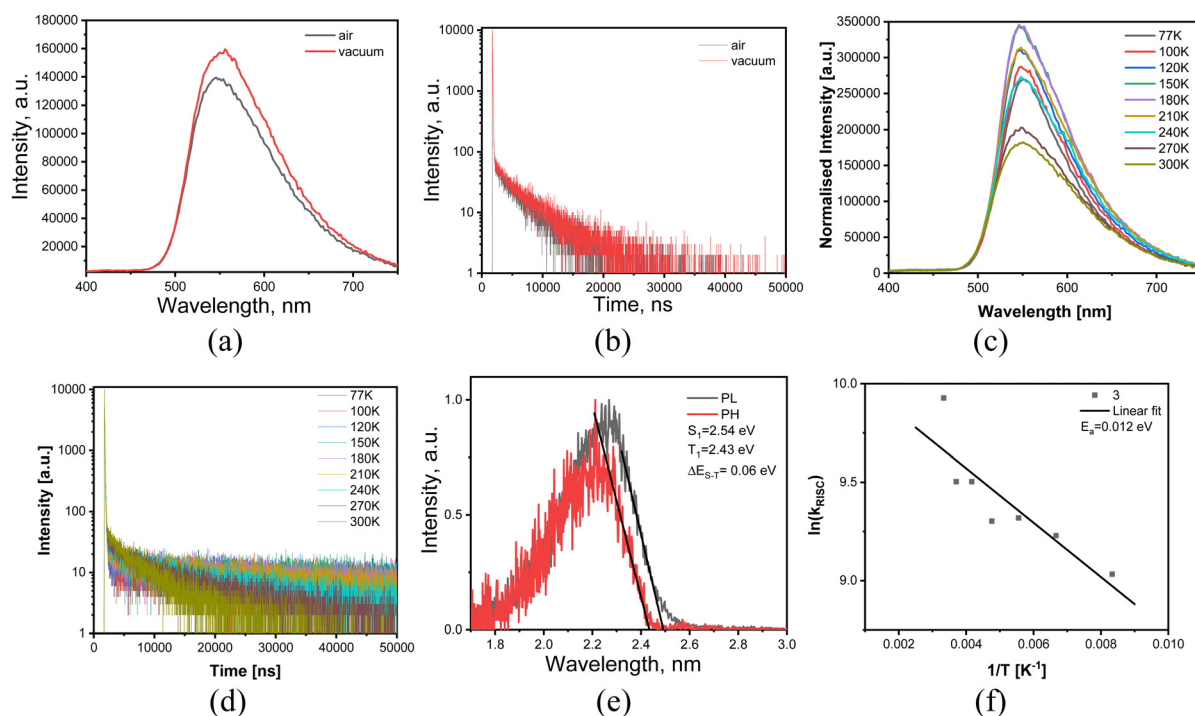 180000
160000
140000
120000
100000
80000
60000
40000
20000
Intensity, a.u.
air
vacuum
400 500 600 700
Wavelength, nm
(a)
10000
1000
100
10
1
Intensity, a.u.
air
vacuum
0 10000 20000 30000 40000 50000
Time, ns
(b)
350000
300000
250000
200000
150000
100000
50000
0
Normalised Intensity [a.u.]
77K
100K
120K
150K
180K
210K
240K
270K
300K
400 500 600 700
Wavelength [nm]
(c)
10000
1000
100
10
1
Intensity [a.u.]
77K
100K
120K
150K
180K
210K
240K
270K
300K
0 10000 20000 30000 40000 50000
Time [ns]
(d)
1.0
0.5
0.0
Intensity, a.u.
PL
PH
S1=2.54 eV
T1=2.43 eV
ΔES-T= 0.06 eV
1.8 2.0 2.2 2.4 2.6 2.8 3.0
Wavelength, nm
(e)
10.0
9.5
9.0
ln(kRISC)
3
Linear fit
Ea=0.012 eV
0.002 0.004 0.006 0.008 0.010
1/T [K-1]
(f)